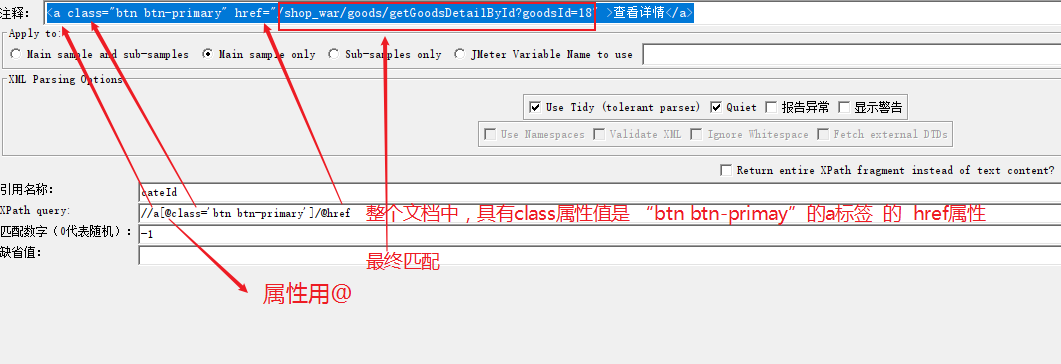 注释: <a class="btn btn-primary" href="/shop_war/goods/getGoodsDetailById?goodsId=18" >查看详情</a>
Apply to:
Main sample and sub-samples Main sample only Sub-samples only JMeter Variable Name to use
XML Parsing Options
Use Tidy (tolerant parser) Quiet 报告异常 显示警告
Use Namespaces Validate XML Ignore Whitespace Fetch external DTDs
Return entire XPath fragment instead of text content?
引用名称: cateId
XPath query: //a[@class='btn btn-primary']/@href 整个文档中，具有class属性值是 “btn btn-primay”的a标签 的 href属性
匹配数字（0代表随机）: -1
缺省值:
最终匹配
属性用@